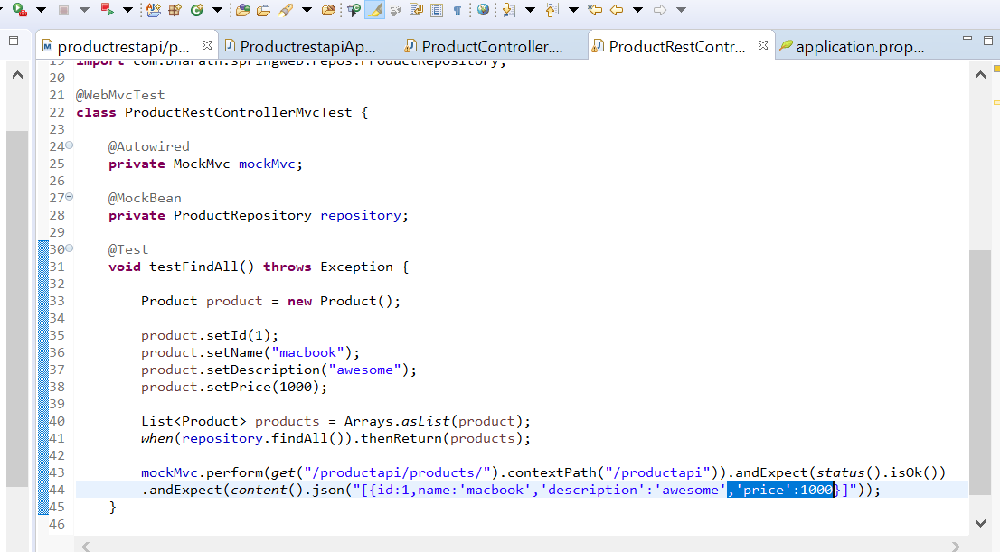 productrestapi/p...
ProductrestapiAp...
ProductController....
ProductRestContr...
application.prop...
19 import com.bharath.springweb.repos.ProductRepository;
20
21 @WebMvcTest
22 class ProductRestControllerMvcTest {
23
24 @Autowired
25 private MockMvc mockMvc;
26
27 @MockBean
28 private ProductRepository repository;
29
30 @Test
31 void testFindAll() throws Exception {
32
33 Product product = new Product();
34
35 product.setId(1);
36 product.setName("macbook");
37 product.setDescription("awesome");
38 product.setPrice(1000);
39
40 List<Product> products = Arrays.asList(product);
41 when(repository.findAll()).thenReturn(products);
42
43 mockMvc.perform(get("/productapi/products/").contextPath("/productapi")).andExpect(status().isOk())
44 .andExpect(content().json("[{id:1,name:'macbook','description':'awesome','price':1000}]"));
45 }
46